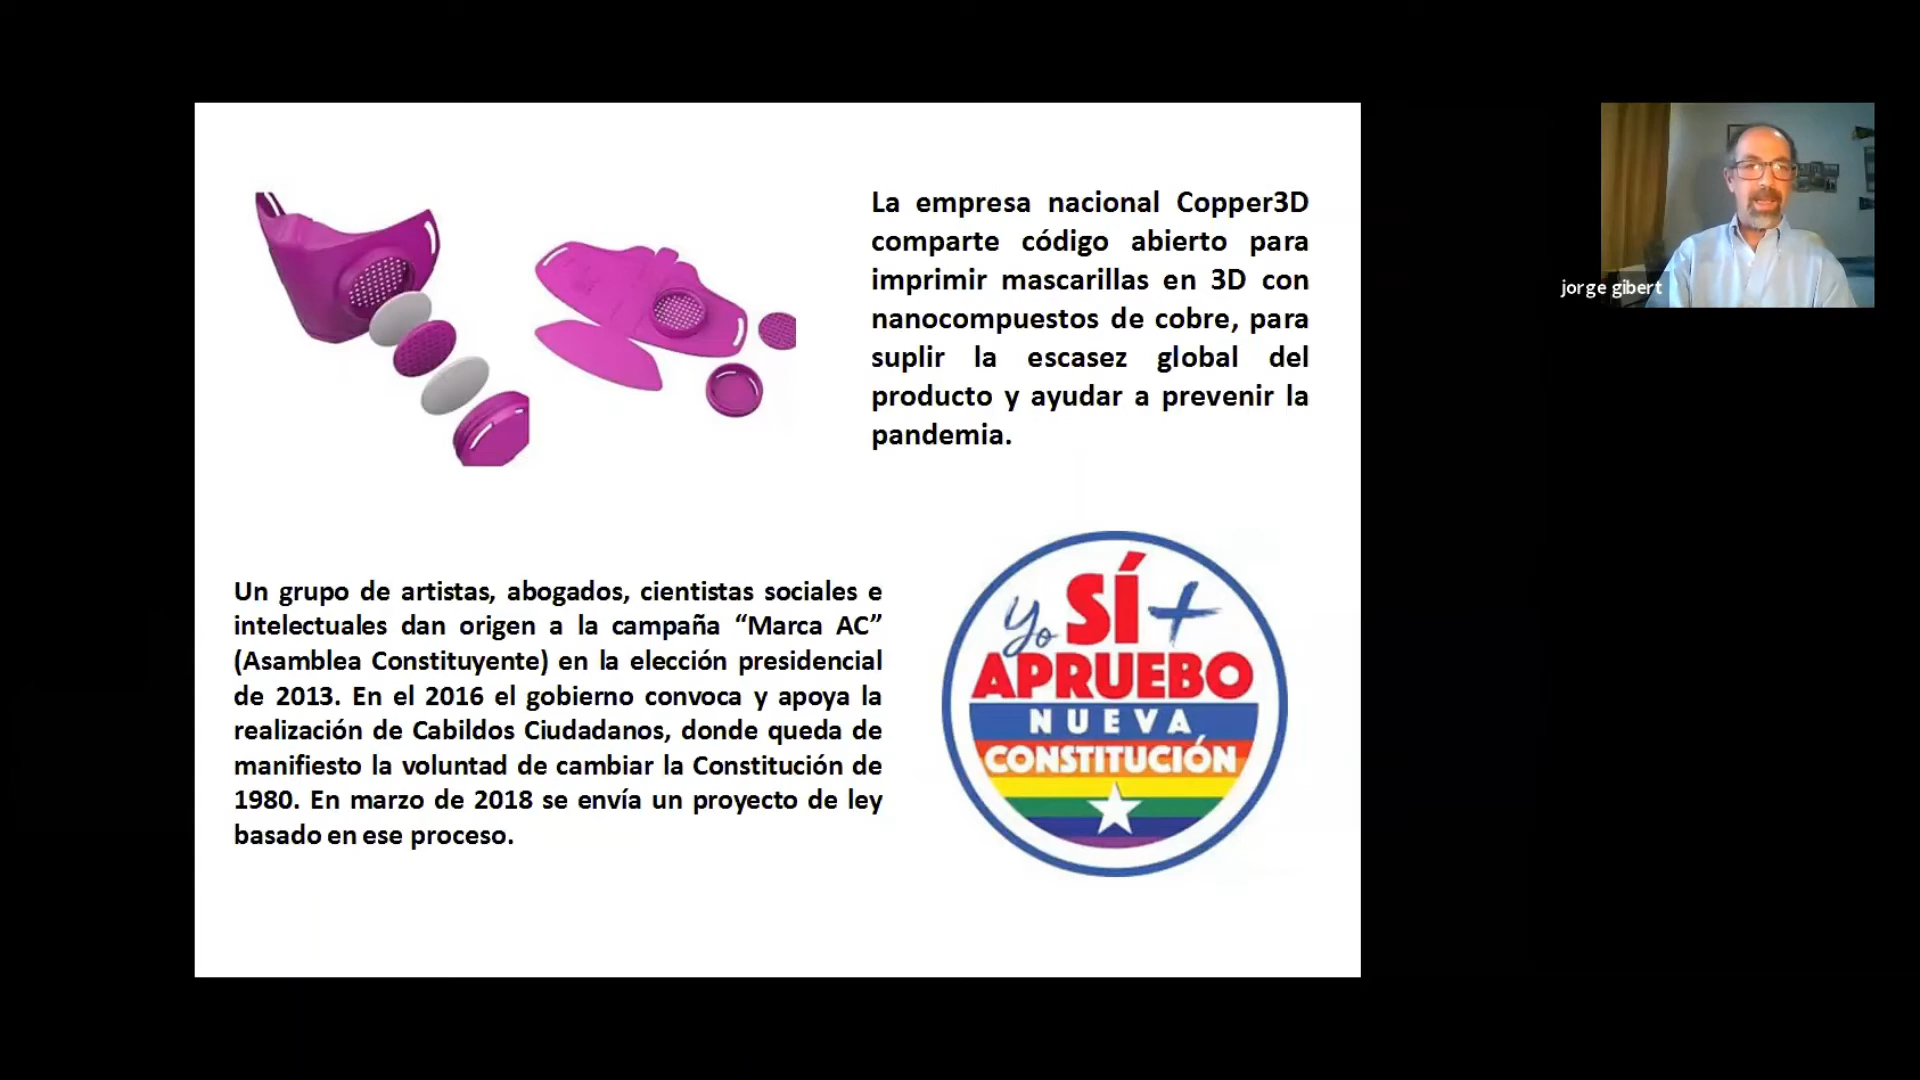 La empresa nacional Copper3D
comparte código abierto para
imprimir mascarillas en 3D con
nanocompuestos de cobre, para
suplir la escasez global del
producto y ayudar a prevenir la
pandemia.
jorge gibert
Un grupo de artistas, abogados, cientistas sociales e
intelectuales dan origen a la campaña “Marca AC”
(Asamblea Constituyente) en la elección presidencial
de 2013. En el 2016 el gobierno convoca y apoya la
realización de Cabildos Ciudadanos, donde queda de
manifiesto la voluntad de cambiar la Constitución de
1980. En marzo de 2018 se envía un proyecto de ley
basado en ese proceso.
yo SÍ +
APRUEBO
NUEVA
CONSTITUCIÓN